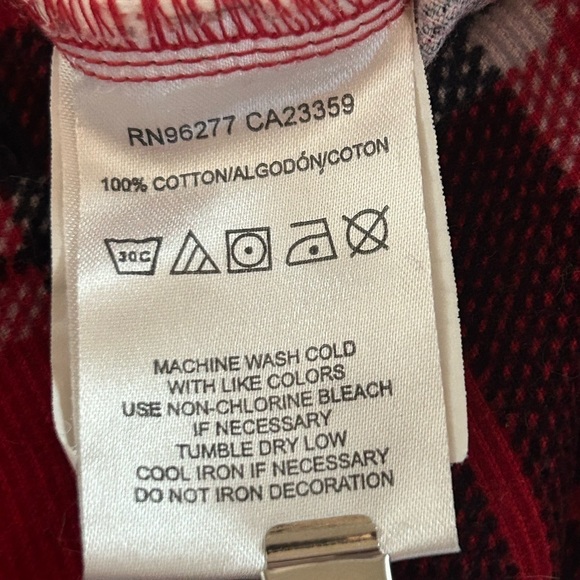 RN96277 CA23359
100% COTTON/ALGODÓN/COTON
30C
MACHINE WASH COLD
WITH LIKE COLORS
USE NON-CHLORINE BLEACH
IF NECESSARY
TUMBLE DRY LOW
COOL IRON IF NECESSARY
DO NOT IRON DECORATION